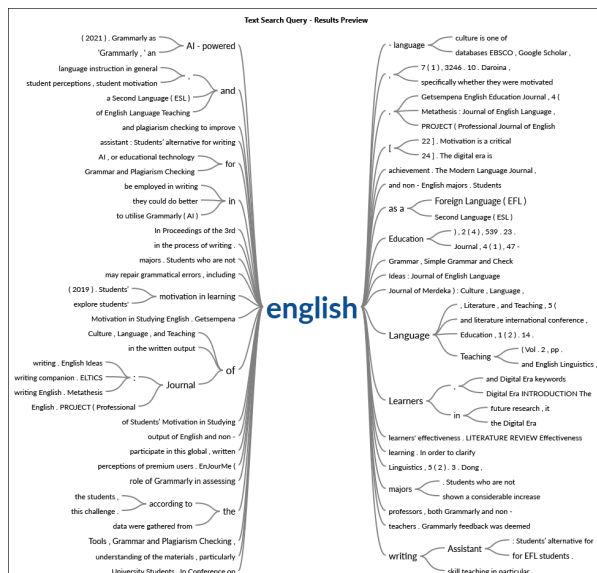 Text Search Query - Results Preview
( 2021 ) . Grammarly as
'Grammarly , ' an
AI - powered
language instruction in general
student perceptions , student motivation
,
a Second Language ( ESL )
of English Language Teaching
.
and
and plagiarism checking to improve
assistant : Students' alternative for writing
AI , or educational technology
Grammar and Plagiarism Checking
for
be employed in writing
they could do better
to utilise Grammarly ( AI )
in
In Proceedings of the 3rd
in the process of writing .
majors . Students who are not
may repair grammatical errors , including
( 2019 ) . Students'
explore students'
motivation in learning
Motivation in Studying English . Getsempena
Culture , Language , and Teaching
in the written output
writing . English Ideas
writing companion . ELTICS
writing English . Metathesis
English . PROJECT ( Professional
:
Journal
of
of Students' Motivation in Studying
output of English and non -
participate in this global , written
perceptions of premium users . EnJourMe (
role of Grammarly in assessing
the students ,
this challenge .
according to
data were gathered from
the
Tools , Grammar and Plagiarism Checking ,
understanding of the materials , particularly
University Students . In Conference on
english
- language
culture is one of
databases EBSCO , Google Scholar ,
,
7 ( 1 ) , 3246 . 10 . Daroina ,
specifically whether they were motivated
,
Getsempena English Education Journal , 4 (
Metathesis : Journal of English Language ,
PROJECT ( Professional Journal of English
[
22 ] . Motivation is a critical
24 ] . The digital era is
achievement . The Modern Language Journal ,
and non - English majors . Students
as a
Foreign Language ( EFL )
Second Language ( ESL )
Education
) , 2 ( 4 ) , 539 . 23 .
Journal , 4 ( 1 ) , 47 -
Grammar , Simple Grammar and Check
Ideas : Journal of English Language
Journal of Merdeka ) : Culture , Language ,
Language
, Literature , and Teaching , 5 (
and literature international conference ,
Education , 1 ( 2 ) . 14 .
Teaching
( Vol . 2 , pp .
and English Linguistics ,
Learners
,
and Digital Era keywords
Digital Era INTRODUCTION The
in
future research , it
the Digital Era
learners' effectiveness . LITERATURE REVIEW Effectiveness
learning . In order to clarify
Linguistics , 5 ( 2 ) . 3 . Dong ,
majors
. Students who are not
shown a considerable increase
professors , both Grammarly and non -
teachers . Grammarly feedback was deemed
writing
Assistant
: Students' alternative for
for EFL students .
skill teaching in particular